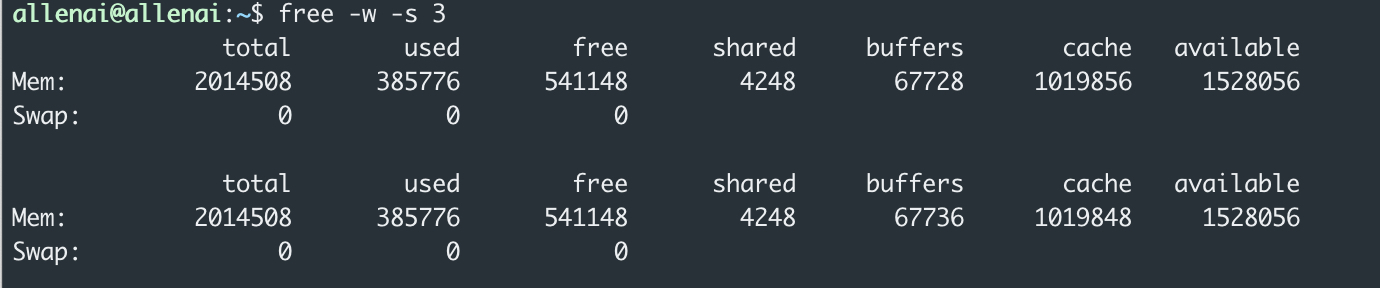 allenai@allenai:~$ free -w -s 3
total used free shared buffers cache available
Mem: 2014508 385776 541148 4248 67728 1019856 1528056
Swap: 0 0 0
total used free shared buffers cache available
Mem: 2014508 385776 541148 4248 67736 1019848 1528056
Swap: 0 0 0